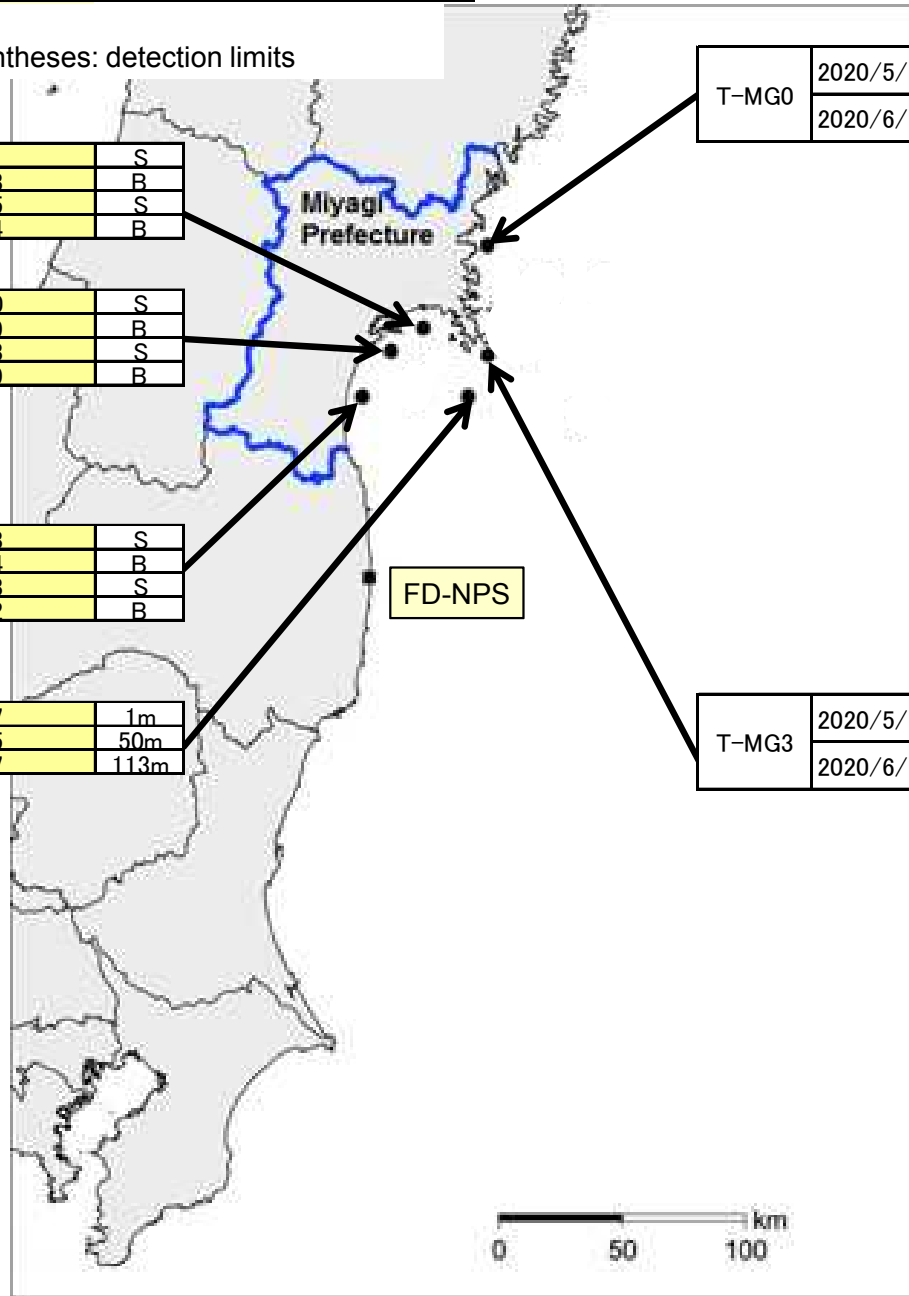 ntheses: detection limits
T-MG0
2020/5/
2020/6/
S
B
S
B
Miyagi
Prefecture
S
B
S
B
S
B
S
B
FD-NPS
1m
50m
113m
T-MG3
2020/5/
2020/6/
km
0 50 100